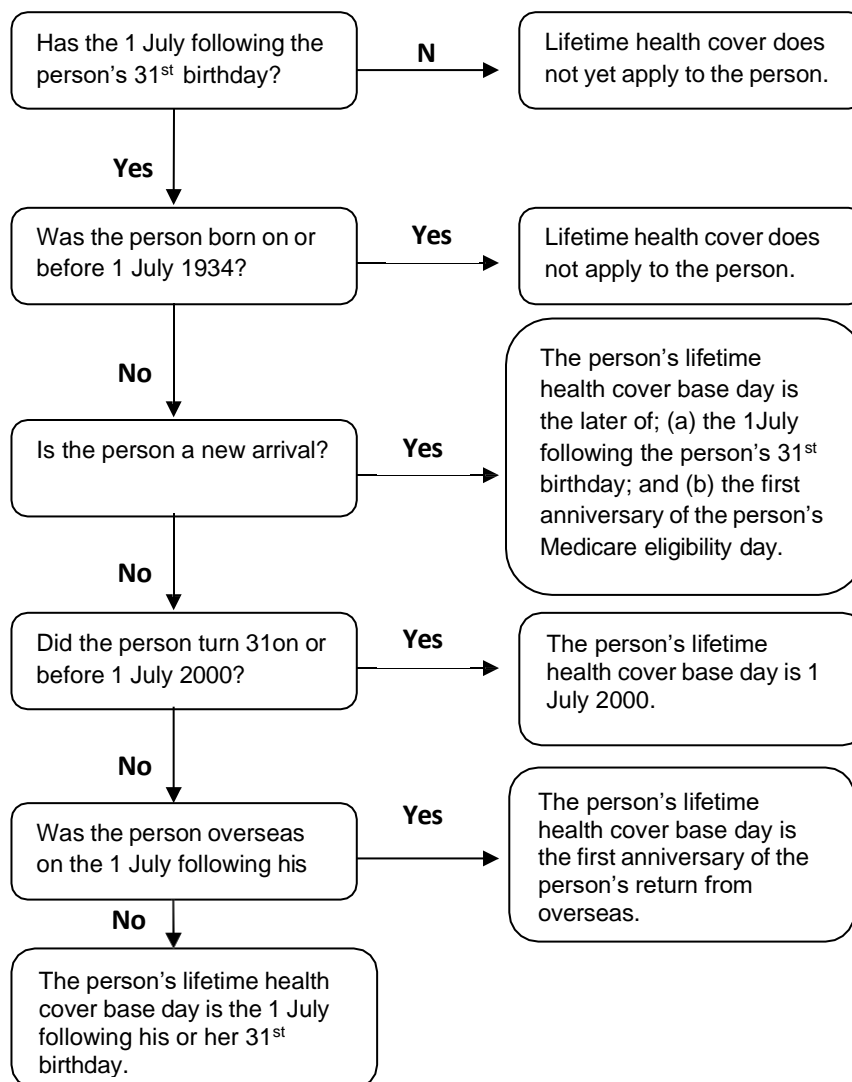 Has the 1 July following the
person’s 31st birthday?
N
Lifetime health cover does
not yet apply to the person.
Yes
Was the person born on or
before 1 July 1934?
Yes
Lifetime health cover does
not apply to the person.
No
Is the person a new arrival?
Yes
The person’s lifetime
health cover base day is
the later of; (a) the 1July
following the person’s 31st
birthday; and (b) the first
anniversary of the person’s
Medicare eligibility day.
No
Did the person turn 31on or
before 1 July 2000?
Yes
The person’s lifetime
health cover base day is 1
July 2000.
No
Was the person overseas
on the 1 July following his
Yes
The person’s lifetime
health cover base day is
the first anniversary of the
person’s return from
overseas.
No
The person’s lifetime health
cover base day is the 1 July
following his or her 31st
birthday.